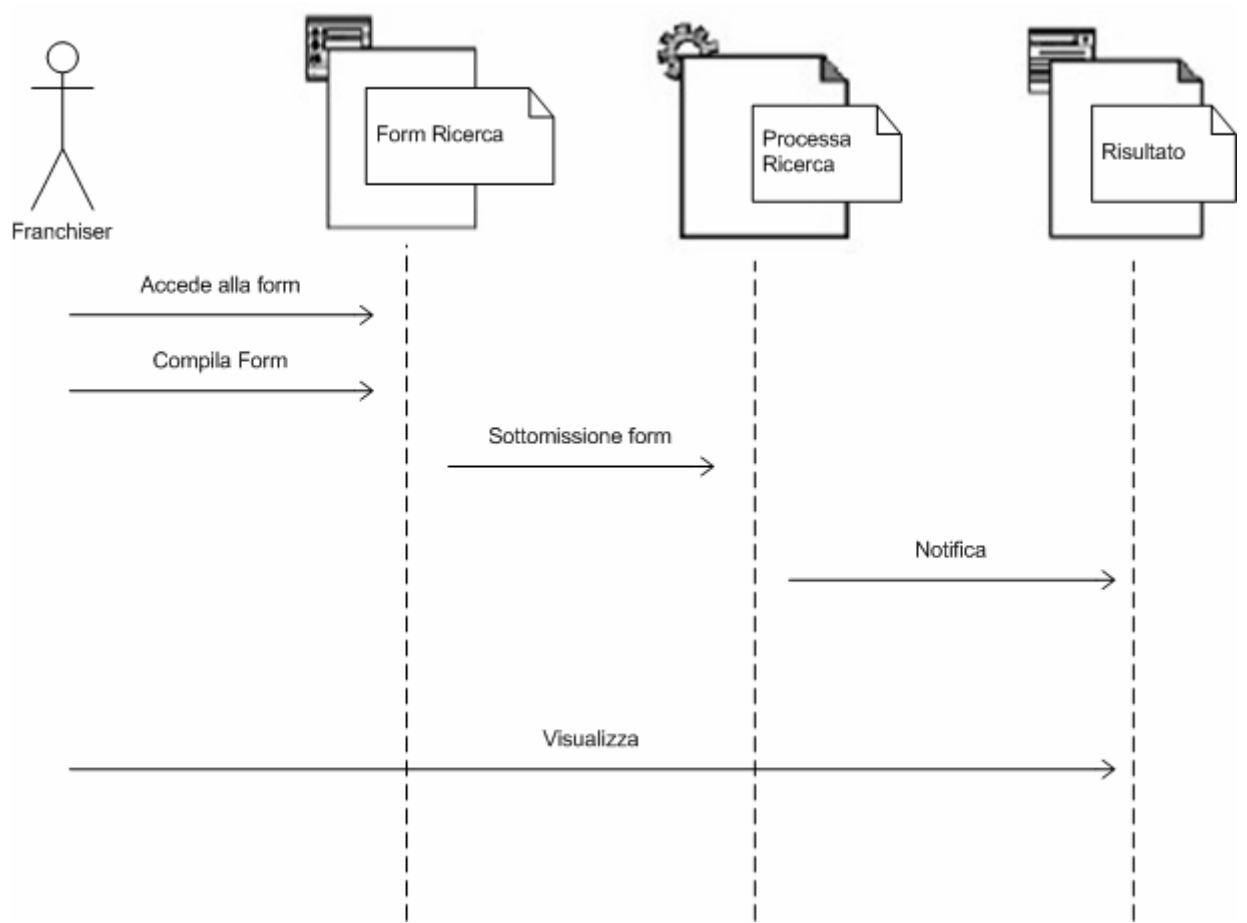 Form Ricerca
Processa
Ricerca
Risultato
Franchiser
Accede alla form
Compila Form
Sottomissione form
Notifica
Visualizza